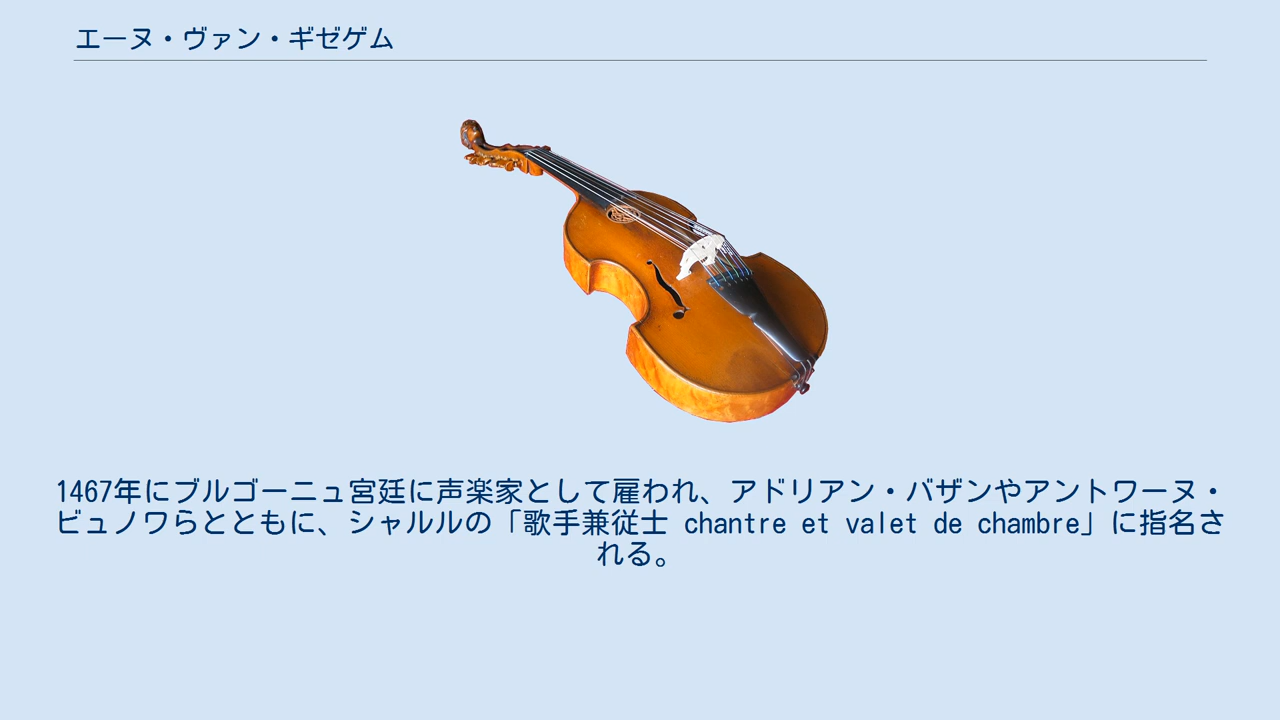 エーヌ・ヴァン・ギゼゲム
1467年にブルゴーニュ宮廷に声楽家として雇われ、アドリアン・バザンやアントワーヌ・
ビュノワらとともに、シャルルの「歌手兼従士 chantre et valet de chambre」に指名さ
れる。